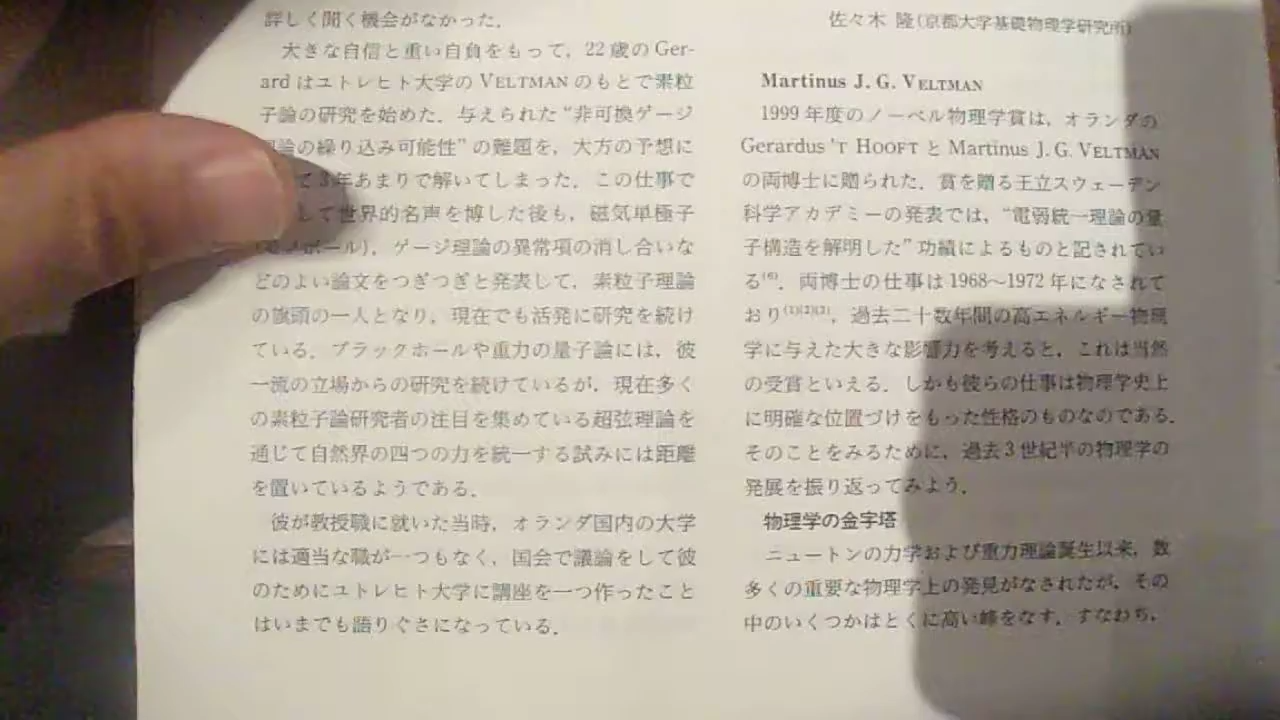 詳しく聞く機会がなかった．
大きな自信と重い自負をもって，22歳のGer-
ardはユトレヒト大学のVELTMANのもとで素粒
子論の研究を始めた．与えられた“非可換ゲージ
論の繰り込み可能性”の難題を，大方の予想に
て3年あまりで解いてしまった．この仕事で
して世界的名声を博した後も，磁気単極子
ポール)，ゲージ理論の異常項の消し合いな
どのよい論文をつぎつぎと発表して，素粒子理論
の旗頭の一人となり，現在でも活発に研究を続け
ている．ブラックホールや重力の量子論には，彼
一流の立場からの研究を続けているが，現在多く
の素粒子論研究者の注目を集めている超弦理論を
通じて自然界の四つの力を統一する試みには距離
を置いているようである．
彼が教授職に就いた当時，オランダ国内の大学
には適当な職が一つもなく，国会で議論をして彼
のためにユトレヒト大学に講座を一つ作ったこと
はいまでも語りぐさになっている．
佐々木 隆(京都大学基礎物理学研究所)
Martinus J. G. VELTMAN
1999年度のノーベル物理学賞は，オランダの
Gerardus 'T HOOFTとMartinus J. G. VELTMAN
の両博士に贈られた．賞を贈る王立スウェーデン
科学アカデミーの発表では，“電弱統一理論の量
子構造を解明した”功績によるものと記されてい
る⁽⁶⁾．両博士の仕事は1968〜1972年になされて
おり⁽¹⁾⁽²⁾⁽³⁾，過去二十数年間の高エネルギー物理
学に与えた大きな影響力を考えると，これは当然
の受賞といえる．しかも彼らの仕事は物理学史上
に明確な位置づけをもった性格のものなのである．
そのことをみるために，過去3世紀半の物理学の
発展を振り返ってみよう．
物理学の金字塔
ニュートンの力学および重力理論誕生以来，数
多くの重要な物理学上の発見がなされたが，その
中のいくつかはとくに高い峰をなす．すなわち，